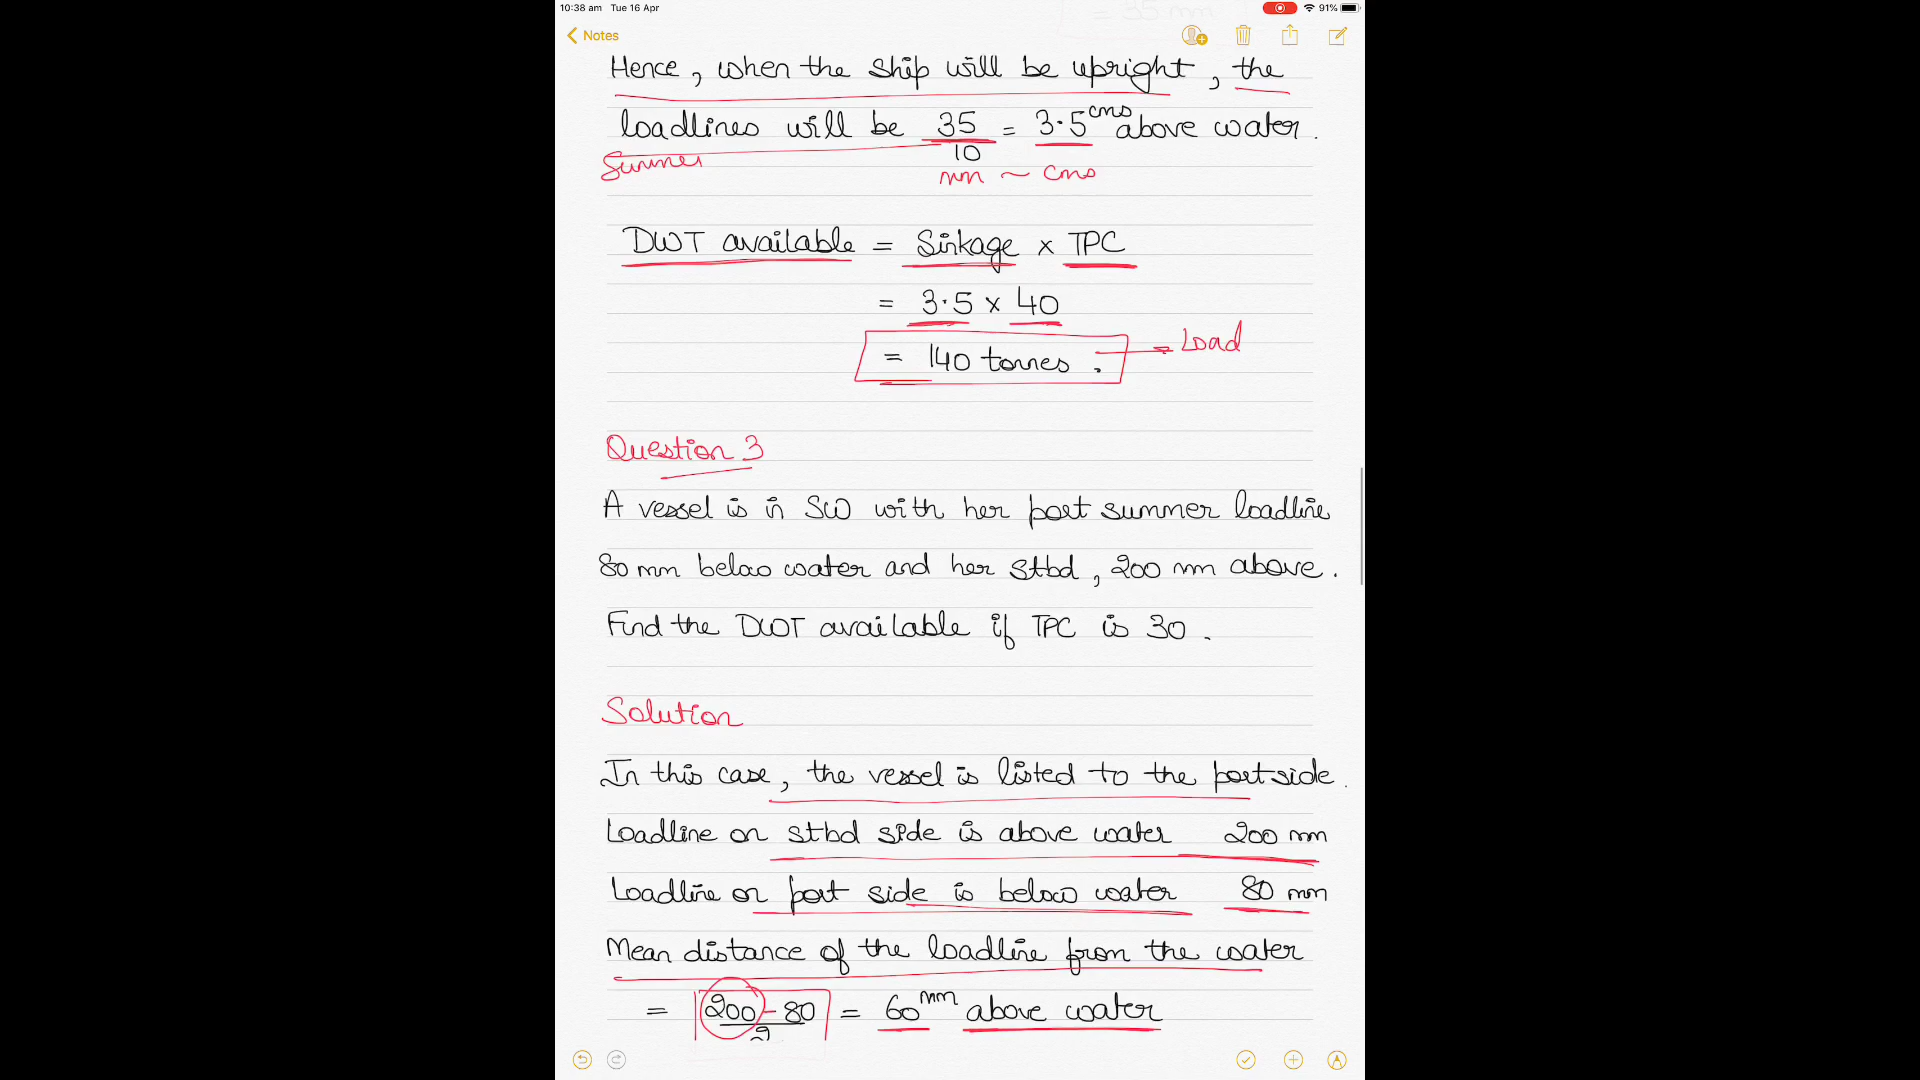 10:38 am Tue 16 Apr
91%
Notes
= 35 mm
Hence, when the ship will be upright, the
loadlines will be 35/10 = 3.5 cms above water.
Summer
mm ~ cms
DWT available = Sinkage x TPC
= 3.5 x 40
= 140 tonnes. Load
Question 3
A vessel is in SW with her port summer loadline
80 mm below water and her stbd, 200 mm above.
Find the DWT available if TPC is 30.
Solution
In this case, the vessel is listed to the port side.
Loadline on stbd side is above water 200 mm
Loadline on port side is below water 80 mm
Mean distance of the loadline from the water
= 200 - 80 / 2 = 60 mm above water